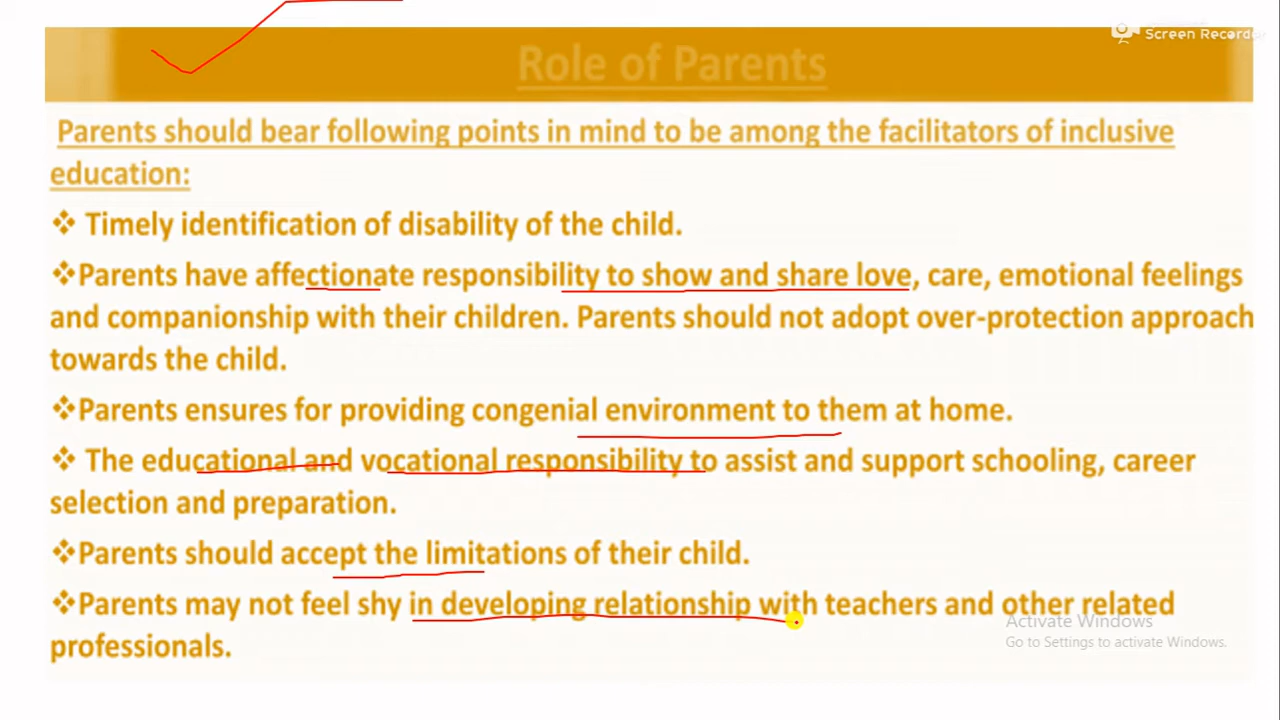 Screen Recorder
Role of Parents
Parents should bear following points in mind to be among the facilitators of inclusive
education:
❖ Timely identification of disability of the child.
❖Parents have affectionate responsibility to show and share love, care, emotional feelings
and companionship with their children. Parents should not adopt over-protection approach
towards the child.
❖Parents ensures for providing congenial environment to them at home.
❖ The educational and vocational responsibility to assist and support schooling, career
selection and preparation.
❖Parents should accept the limitations of their child.
❖Parents may not feel shy in developing relationship with teachers and other related
professionals.
Activate Windows
Go to Settings to activate Windows.